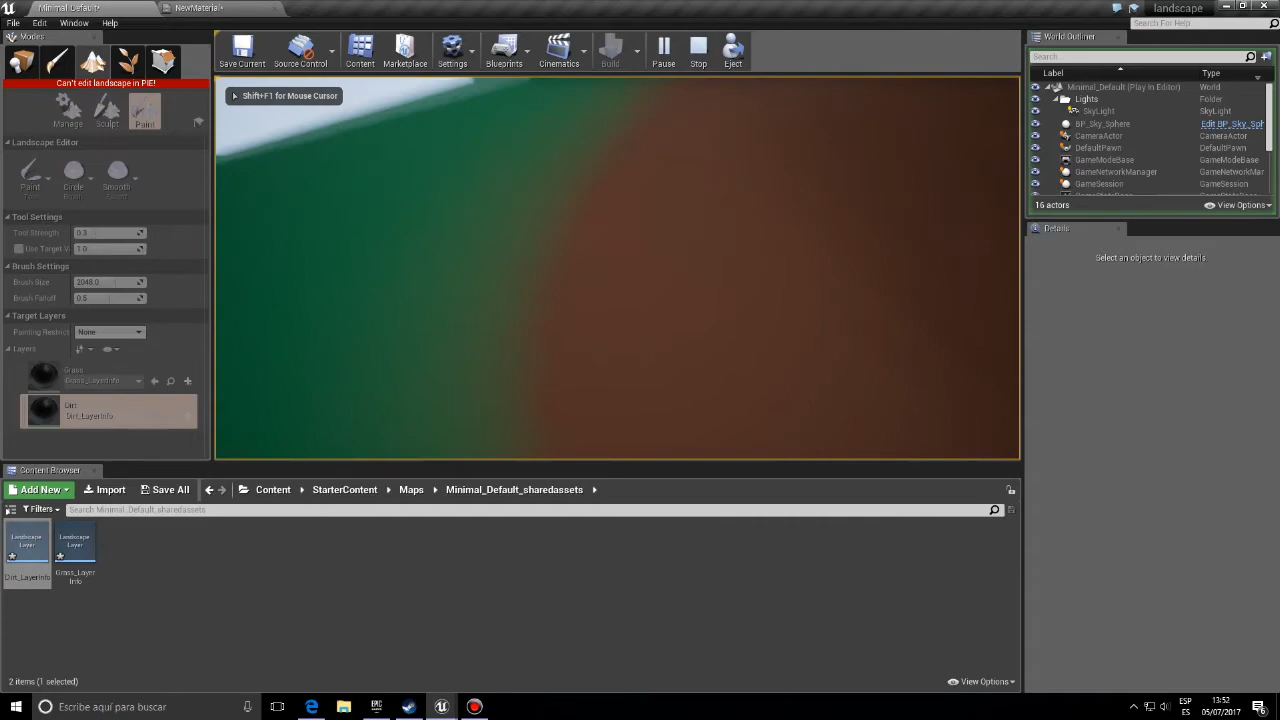 Minimal_Default*
NewMaterial*
landscape
File
Edit
Window
Help
Search For Help
Modes
Can't edit landscape in PIE!
Manage
Sculpt
Paint
Landscape Editor
Paint
Circle
Smooth
Tool Settings
Tool Strength
0.3
Use Target V
1.0
Brush Settings
Brush Size
2048.0
Brush Falloff
0.5
Target Layers
Painting Restrict
None
Layers
Grass
Grass_LayerInfo
Dirt
Dirt_LayerInfo
Save Current
Source Control
Content
Marketplace
Settings
Blueprints
Cinematics
Build
Pause
Stop
Eject
Shift+F1 for Mouse Cursor
World Outliner
Search
Label
Type
Minimal_Default (Play In Editor)
World
Lights
Folder
SkyLight
SkyLight
BP_Sky_Sphere
Edit BP_Sky_Sph
CameraActor
CameraActor
DefaultPawn
DefaultPawn
GameModeBase
GameModeBase
GameNetworkManager
GameNetworkMar
GameSession
GameSession
16 actors
View Options
Details
Select an object to view details.
Content Browser
Add New
Import
Save All
Content
StarterContent
Maps
Minimal_Default_sharedassets
Filters
Search Minimal_Default_sharedassets
Landscape
Layer
Dirt_LayerInfo
Landscape
Layer
Grass_Layer
Info
2 items (1 selected)
View Options
Escribe aquí para buscar
EPIC
ESP
ES
13:52
05/07/2017